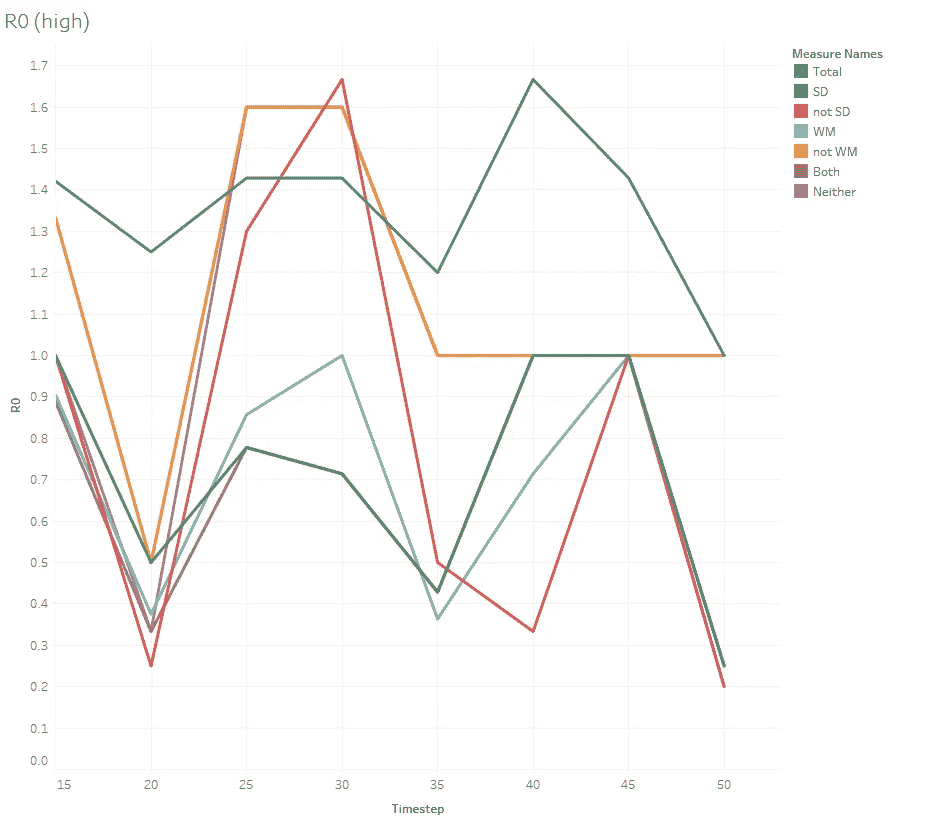 R0 (high)
Measure Names
Total
SD
not SD
WM
not WM
Both
Neither
1.7
1.6
1.5
1.4
1.3
1.2
1.1
1.0
0.9
0.8
0.7
0.6
0.5
0.4
0.3
0.2
0.1
0.0
R0
15 20 25 30 35 40 45 50
Timestep